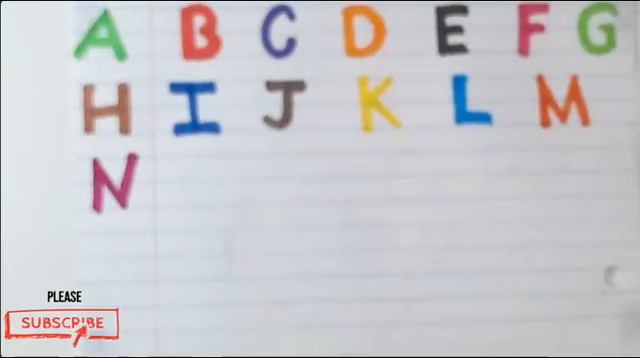 A B C D E F G
H I J K L M
N
PLEASE
SUBSCRIBE